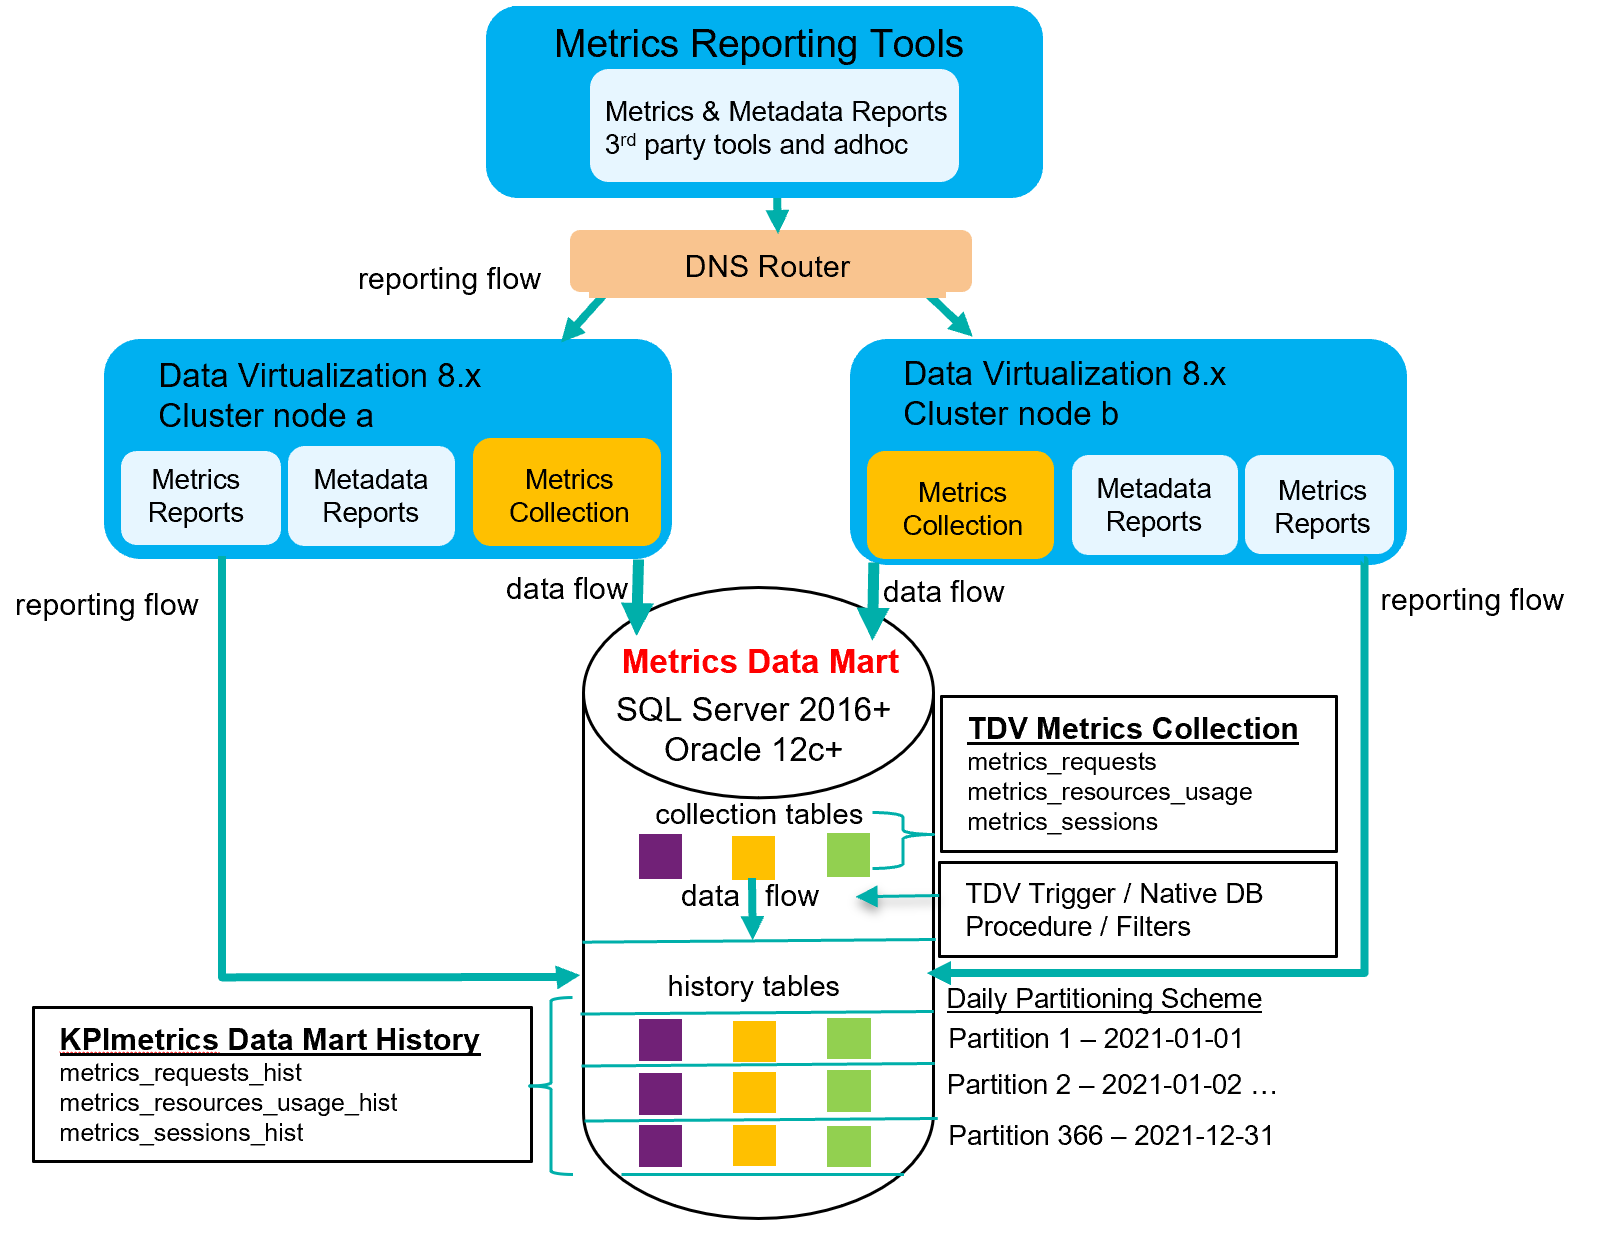 Metrics Reporting Tools
Metrics & Metadata Reports
3rd party tools and adhoc
DNS Router
reporting flow
Data Virtualization 8.x
Cluster node a
Metrics
Reports
Metadata
Reports
Metrics
Collection
Data Virtualization 8.x
Cluster node b
Metrics
Collection
Metadata
Reports
Metrics
Reports
reporting flow
data flow
data flow
reporting flow
Metrics Data Mart
SQL Server 2016+
Oracle 12c+
TDV Metrics Collection
metrics_requests
metrics_resources_usage
metrics_sessions
collection tables
data flow
TDV Trigger / Native DB
Procedure / Filters
history tables
Daily Partitioning Scheme
Partition 1 – 2021-01-01
Partition 2 – 2021-01-02 …
Partition 366 – 2021-12-31
KPImetrics Data Mart History
metrics_requests_hist
metrics_resources_usage_hist
metrics_sessions_hist